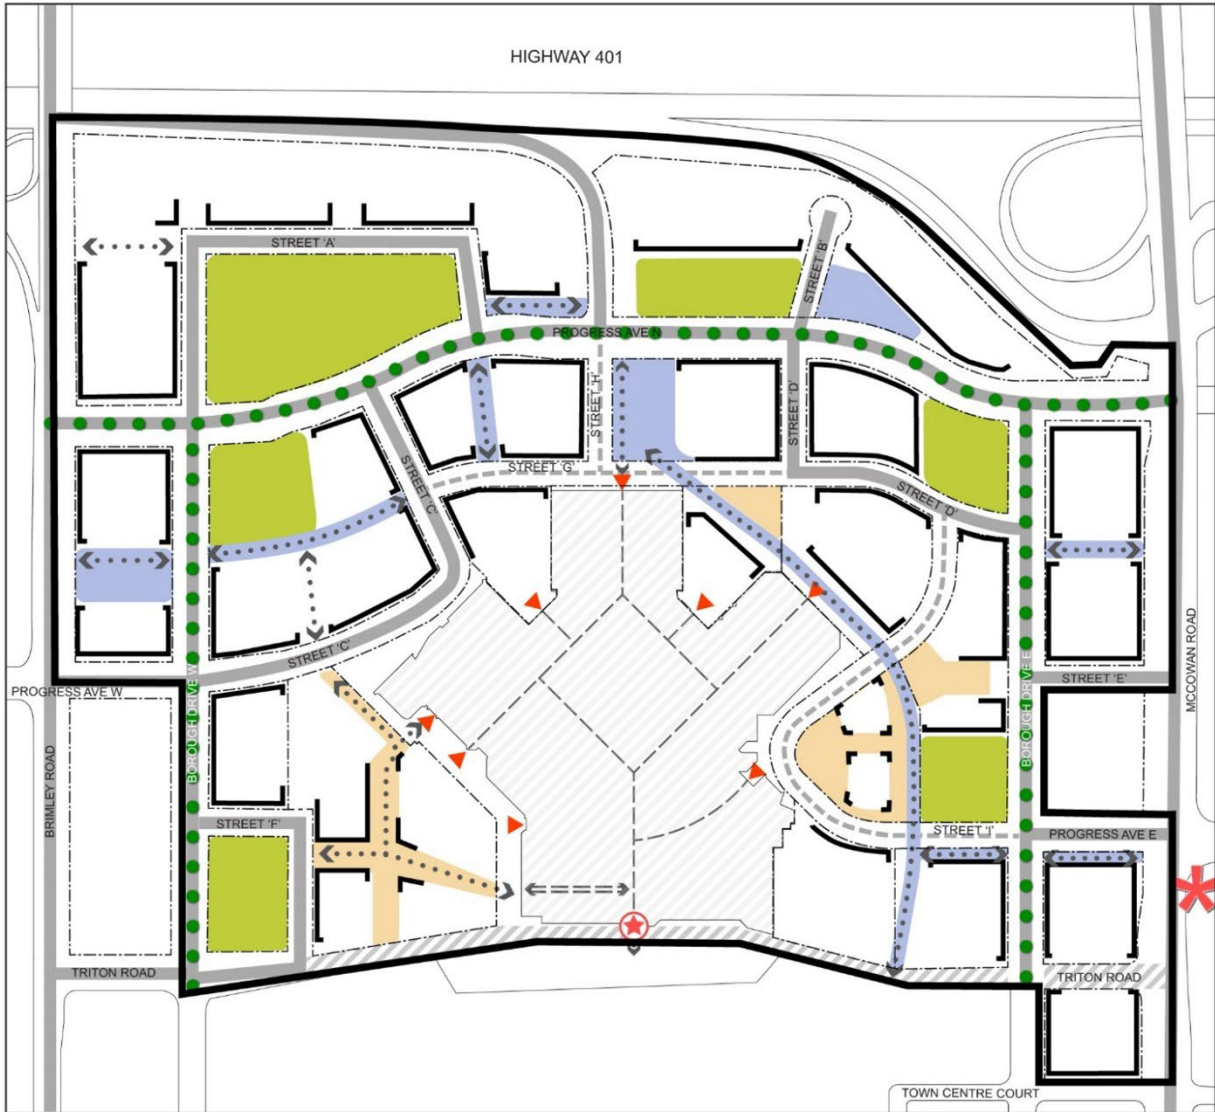 HIGHWAY 401
STREET 'A'
STREET 'B'
PROGRESS AVE N
STREET 'H'
STREET 'D'
STREET 'G'
STREET 'C'
STREET 'D'
STREET 'C'
PROGRESS AVE W
STREET 'E'
MCCOWAN ROAD
BOROUGH DRIVE W
BOROUGH DRIVE E
BRIMLEY ROAD
STREET 'F'
STREET 'I'
PROGRESS AVE E
TRITON ROAD
TRITON ROAD
TOWN CENTRE COURT